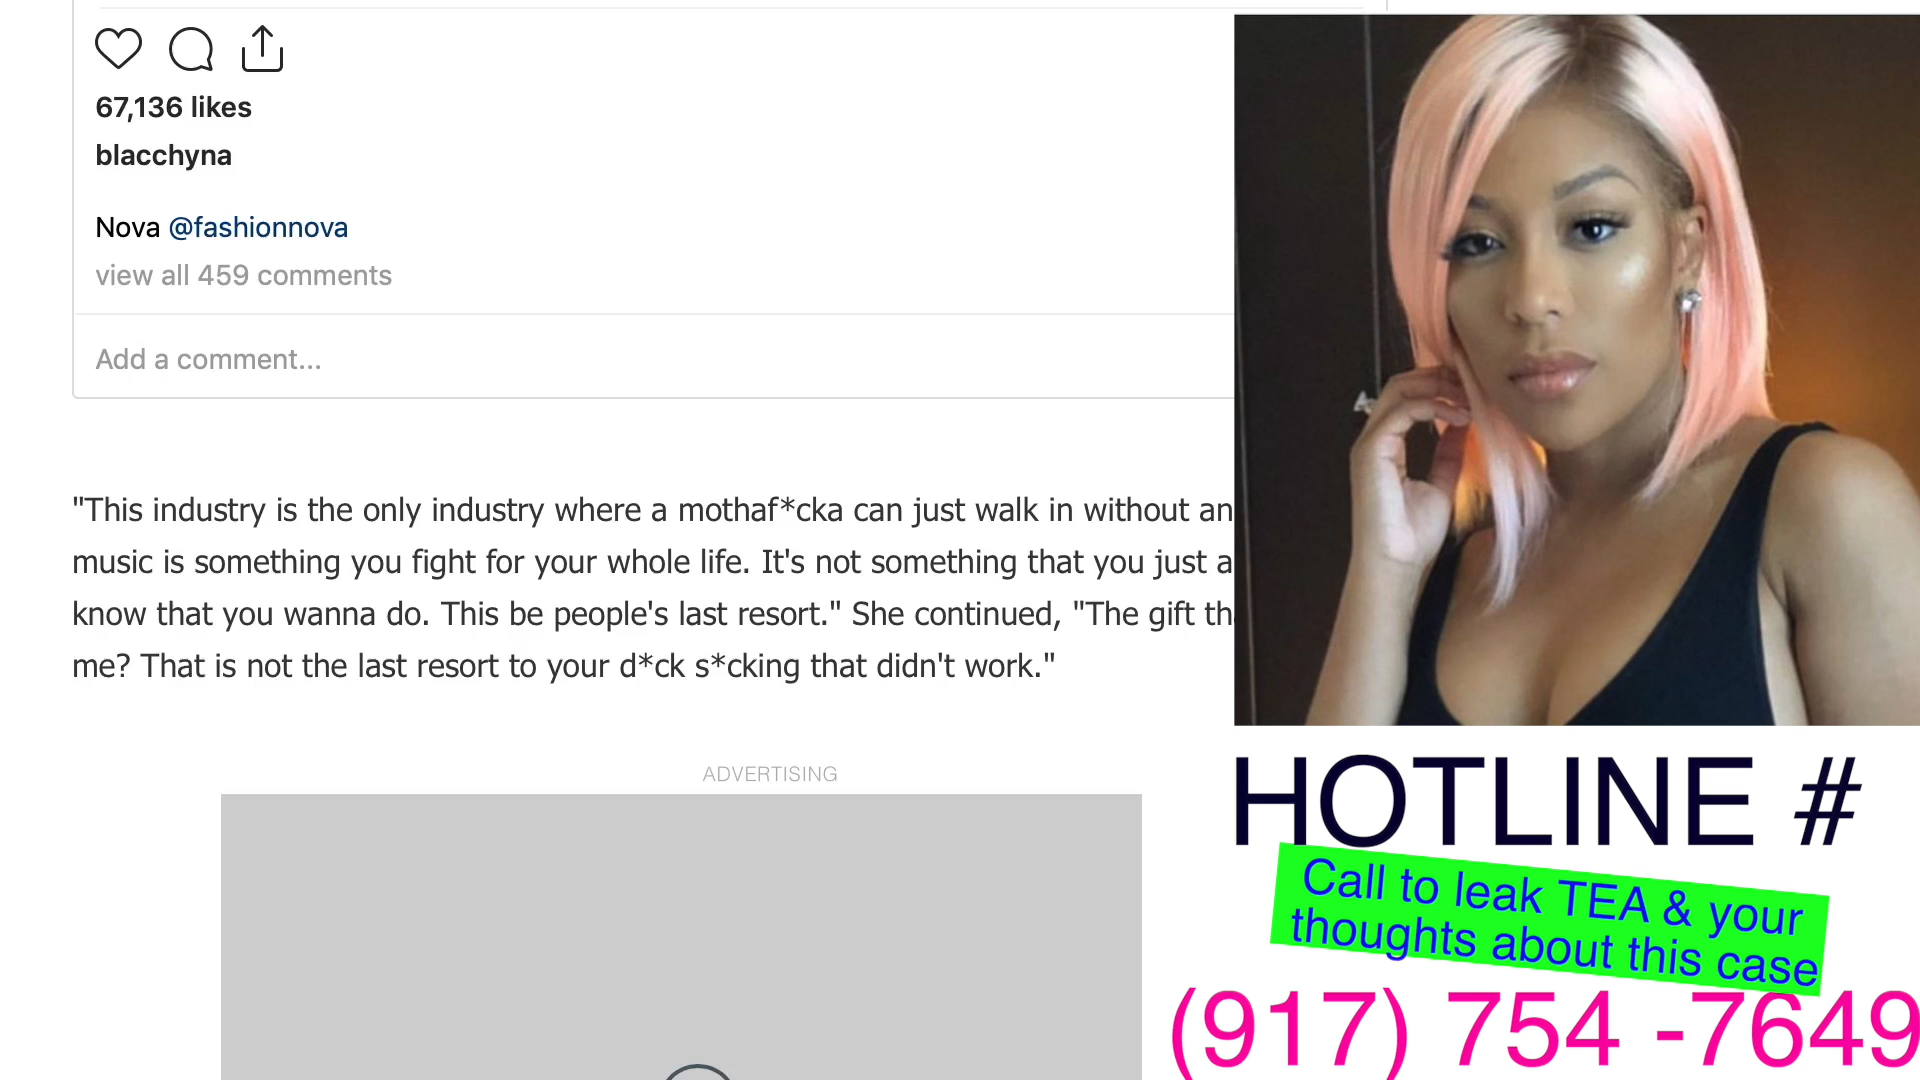 67,136 likes
blacchyna
Nova @fashionnova
view all 459 comments
Add a comment...
"This industry is the only industry where a mothaf*cka can just walk in without an
music is something you fight for your whole life. It's not something that you just a
know that you wanna do. This be people's last resort." She continued, "The gift th
me? That is not the last resort to your d*ck s*cking that didn't work."
ADVERTISING
HOTLINE #
Call to leak TEA & your
thoughts about this case
(917) 754 -7649